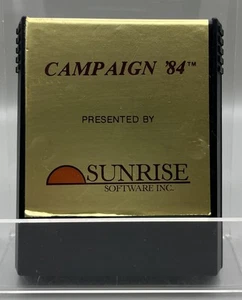 CAMPAIGN '84™
PRESENTED BY
SUNRISE
SOFTWARE INC.